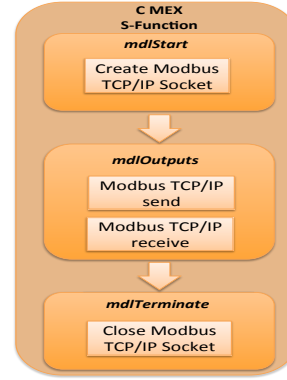 C MEX
S-Function
mdlStart
Create Modbus
TCP/IP Socket
mdlOutputs
Modbus TCP/IP
send
Modbus TCP/IP
receive
mdlTerminate
Close Modbus
TCP/IP Socket